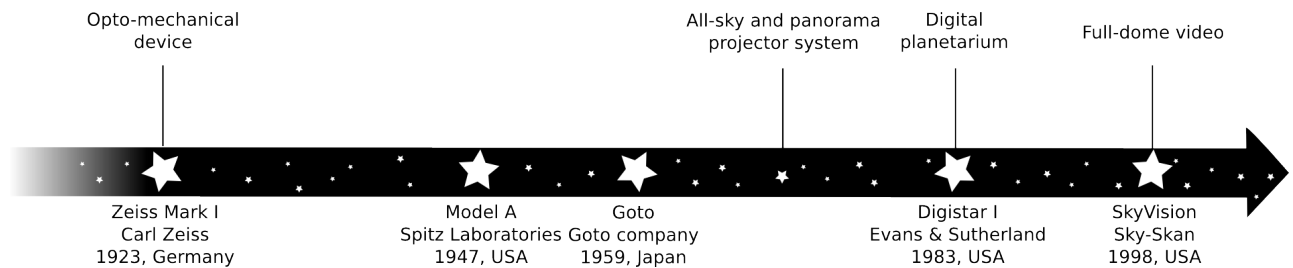 Opto-mechanical
device
All-sky and panorama
projector system
Digital
planetarium
Full-dome video
Zeiss Mark I
Carl Zeiss
1923, Germany
Model A
Spitz Laboratories
1947, USA
Goto
Goto company
1959, Japan
Digistar I
Evans & Sutherland
1983, USA
SkyVision
Sky-Skan
1998, USA